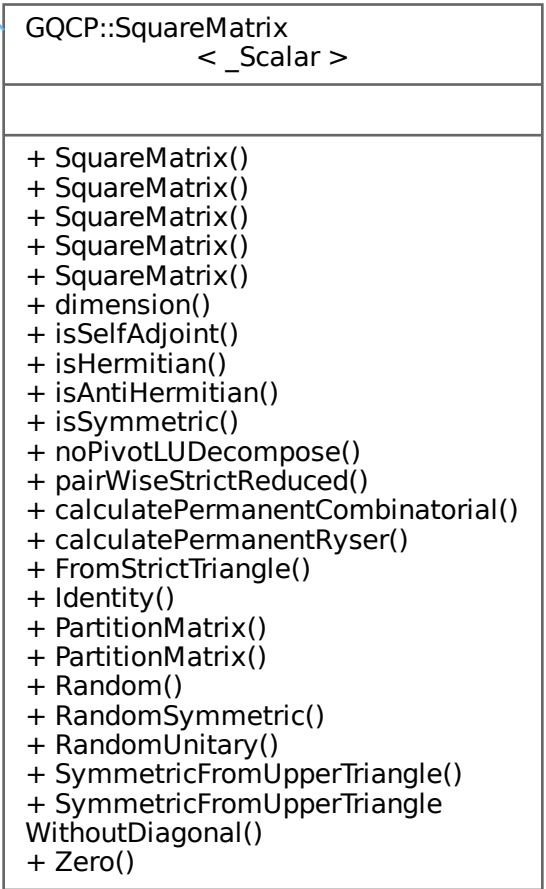 GQCP::SquareMatrix
< _Scalar >
+ SquareMatrix()
+ SquareMatrix()
+ SquareMatrix()
+ SquareMatrix()
+ SquareMatrix()
+ dimension()
+ isSelfAdjoint()
+ isHermitian()
+ isAntiHermitian()
+ isSymmetric()
+ noPivotLUDecompose()
+ pairWiseStrictReduced()
+ calculatePermanentCombinatorial()
+ calculatePermanentRyser()
+ FromStrictTriangle()
+ Identity()
+ PartitionMatrix()
+ PartitionMatrix()
+ Random()
+ RandomSymmetric()
+ RandomUnitary()
+ SymmetricFromUpperTriangle()
+ SymmetricFromUpperTriangle
WithoutDiagonal()
+ Zero()